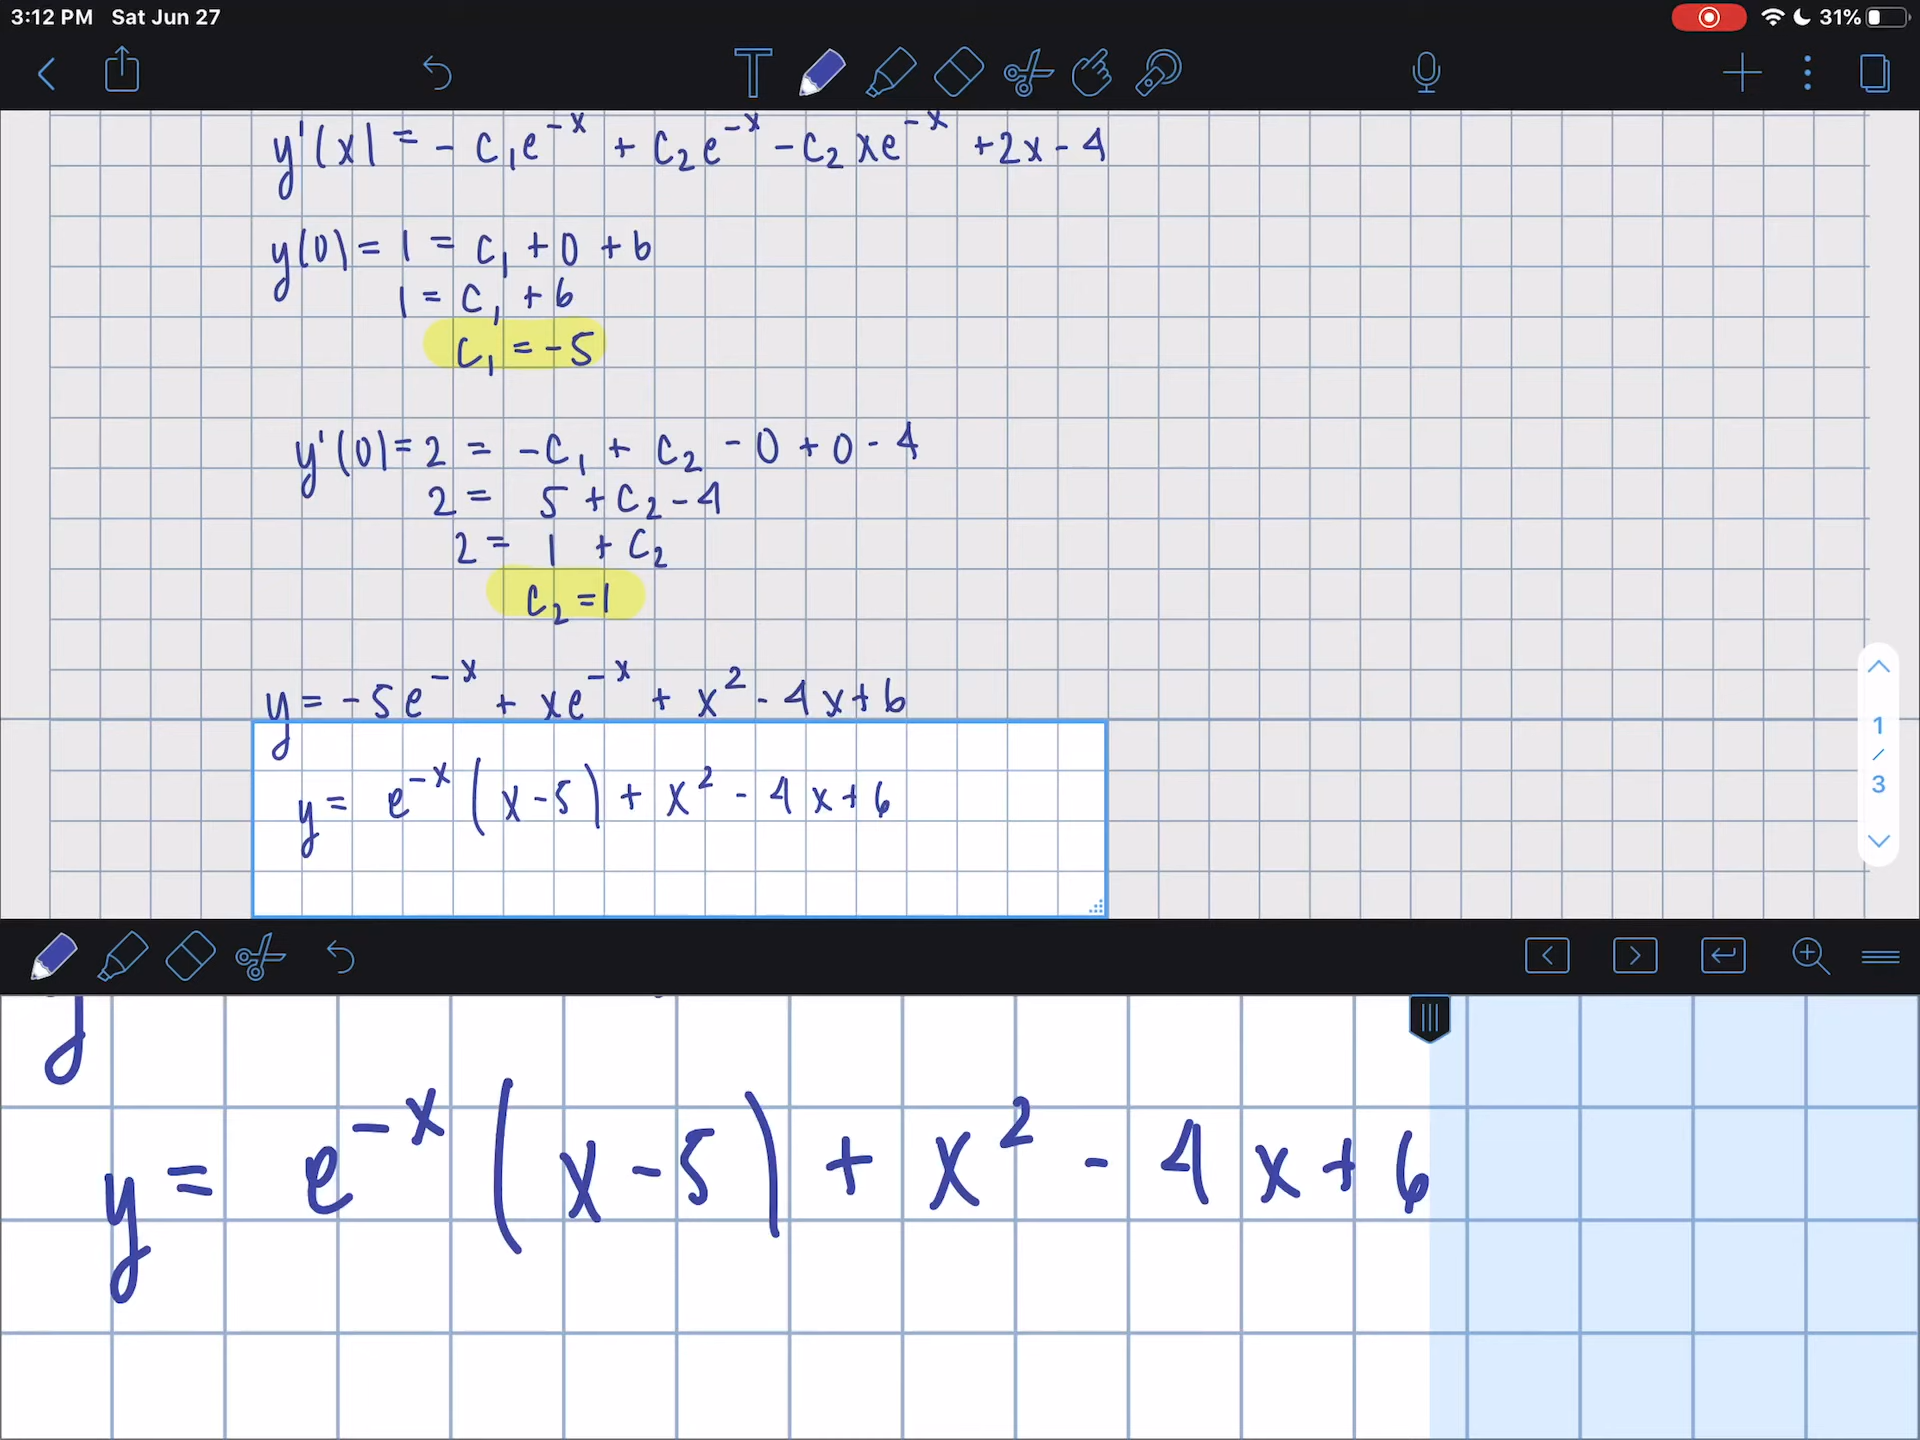 3:12 PM Sat Jun 27 31%
T
y'(x) = - c₁e^{-x} + c₂e^{-x} - c₂xe^{-x} + 2x - 4
y(0) = 1 = c₁ + 0 + 6
1 = c₁ + 6
c₁ = -5
y'(0) = 2 = -c₁ + c₂ - 0 + 0 - 4
2 = 5 + c₂ - 4
2 = 1 + c₂
c₂ = 1
y = -5e^{-x} + xe^{-x} + x² - 4x + 6
y = e^{-x} (x - 5) + x² - 4x + 6
1
/
3
y = e^{-x} (x - 5) + x² - 4x + 6